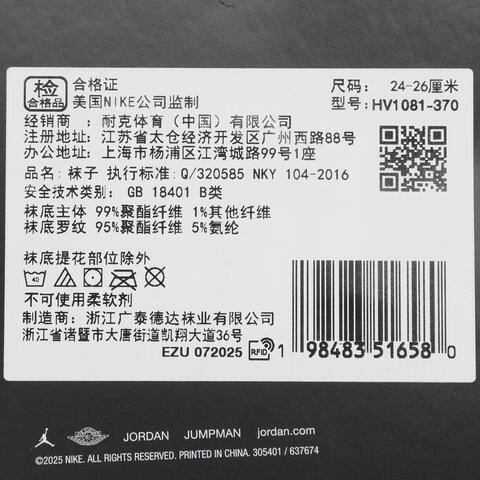 检
合格品
合格证
美国NIKE公司监制
尺码： 24-26厘米
型号: HV1081-370
经销商 ： 耐克体育（中国）有限公司
注册地址: 江苏省太仓经济开发区广州西路88号
办公地址: 上海市杨浦区江湾城路99号1座
品名: 袜子 执行标准: Q/320585 NKY 104-2016
安全技术类别: GB 18401 B类
袜底主体 99%聚酯纤维 1%其他纤维
袜底罗纹 95%聚酯纤维 5%氨纶
袜底提花部位除外
40
不可使用柔软剂
制造商: 浙江广泰德达袜业有限公司
浙江省诸暨市大唐街道凯翔大道36号
EZU 072025 RFID
1 98483 51658 0
JORDAN JUMPMAN jordan.com
©2025 NIKE. ALL RIGHTS RESERVED. PRINTED IN CHINA. 305401 / 637674